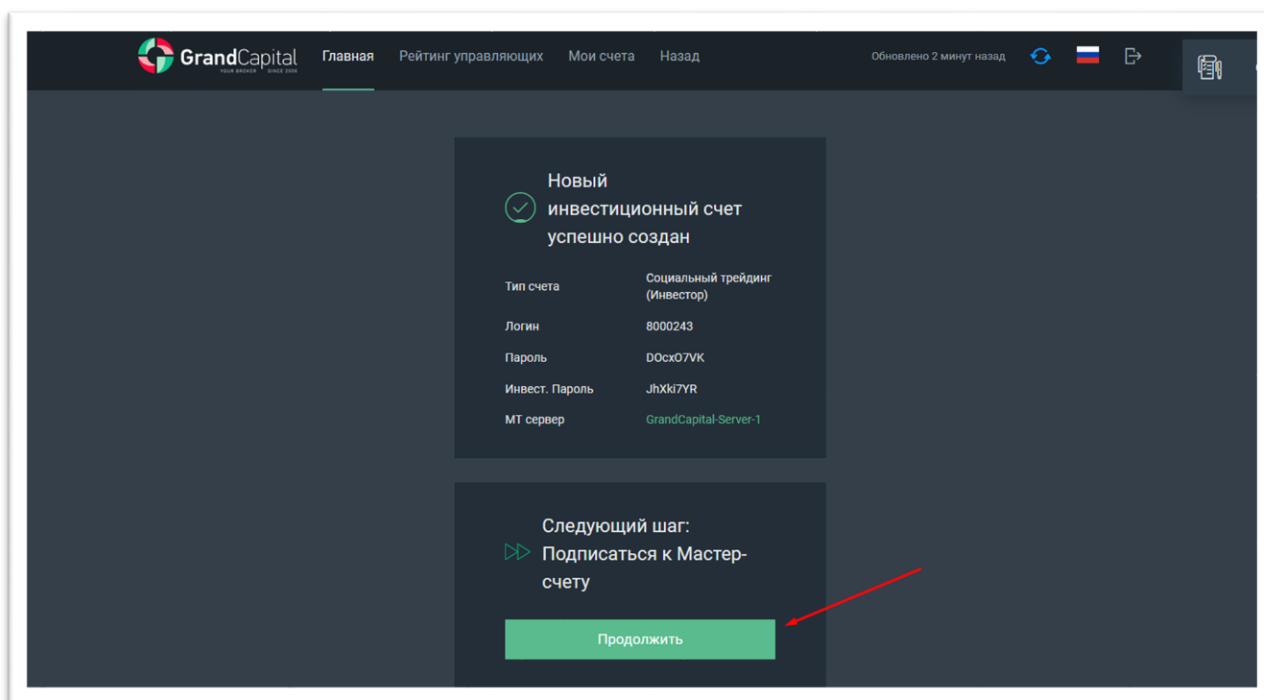 GrandCapital
YOUR BROKER SINCE 2006
Главная Рейтинг управляющих Мои счета Назад Обновлено 2 минут назад
Новый
инвестиционный счет
успешно создан
Тип счета Социальный трейдинг
(Инвестор)
Логин 8000243
Пароль DOcxO7VK
Инвест. Пароль JhXki7YR
МТ сервер GrandCapital-Server-1
Следующий шаг:
Подписаться к Мастер-
счету
Продолжить